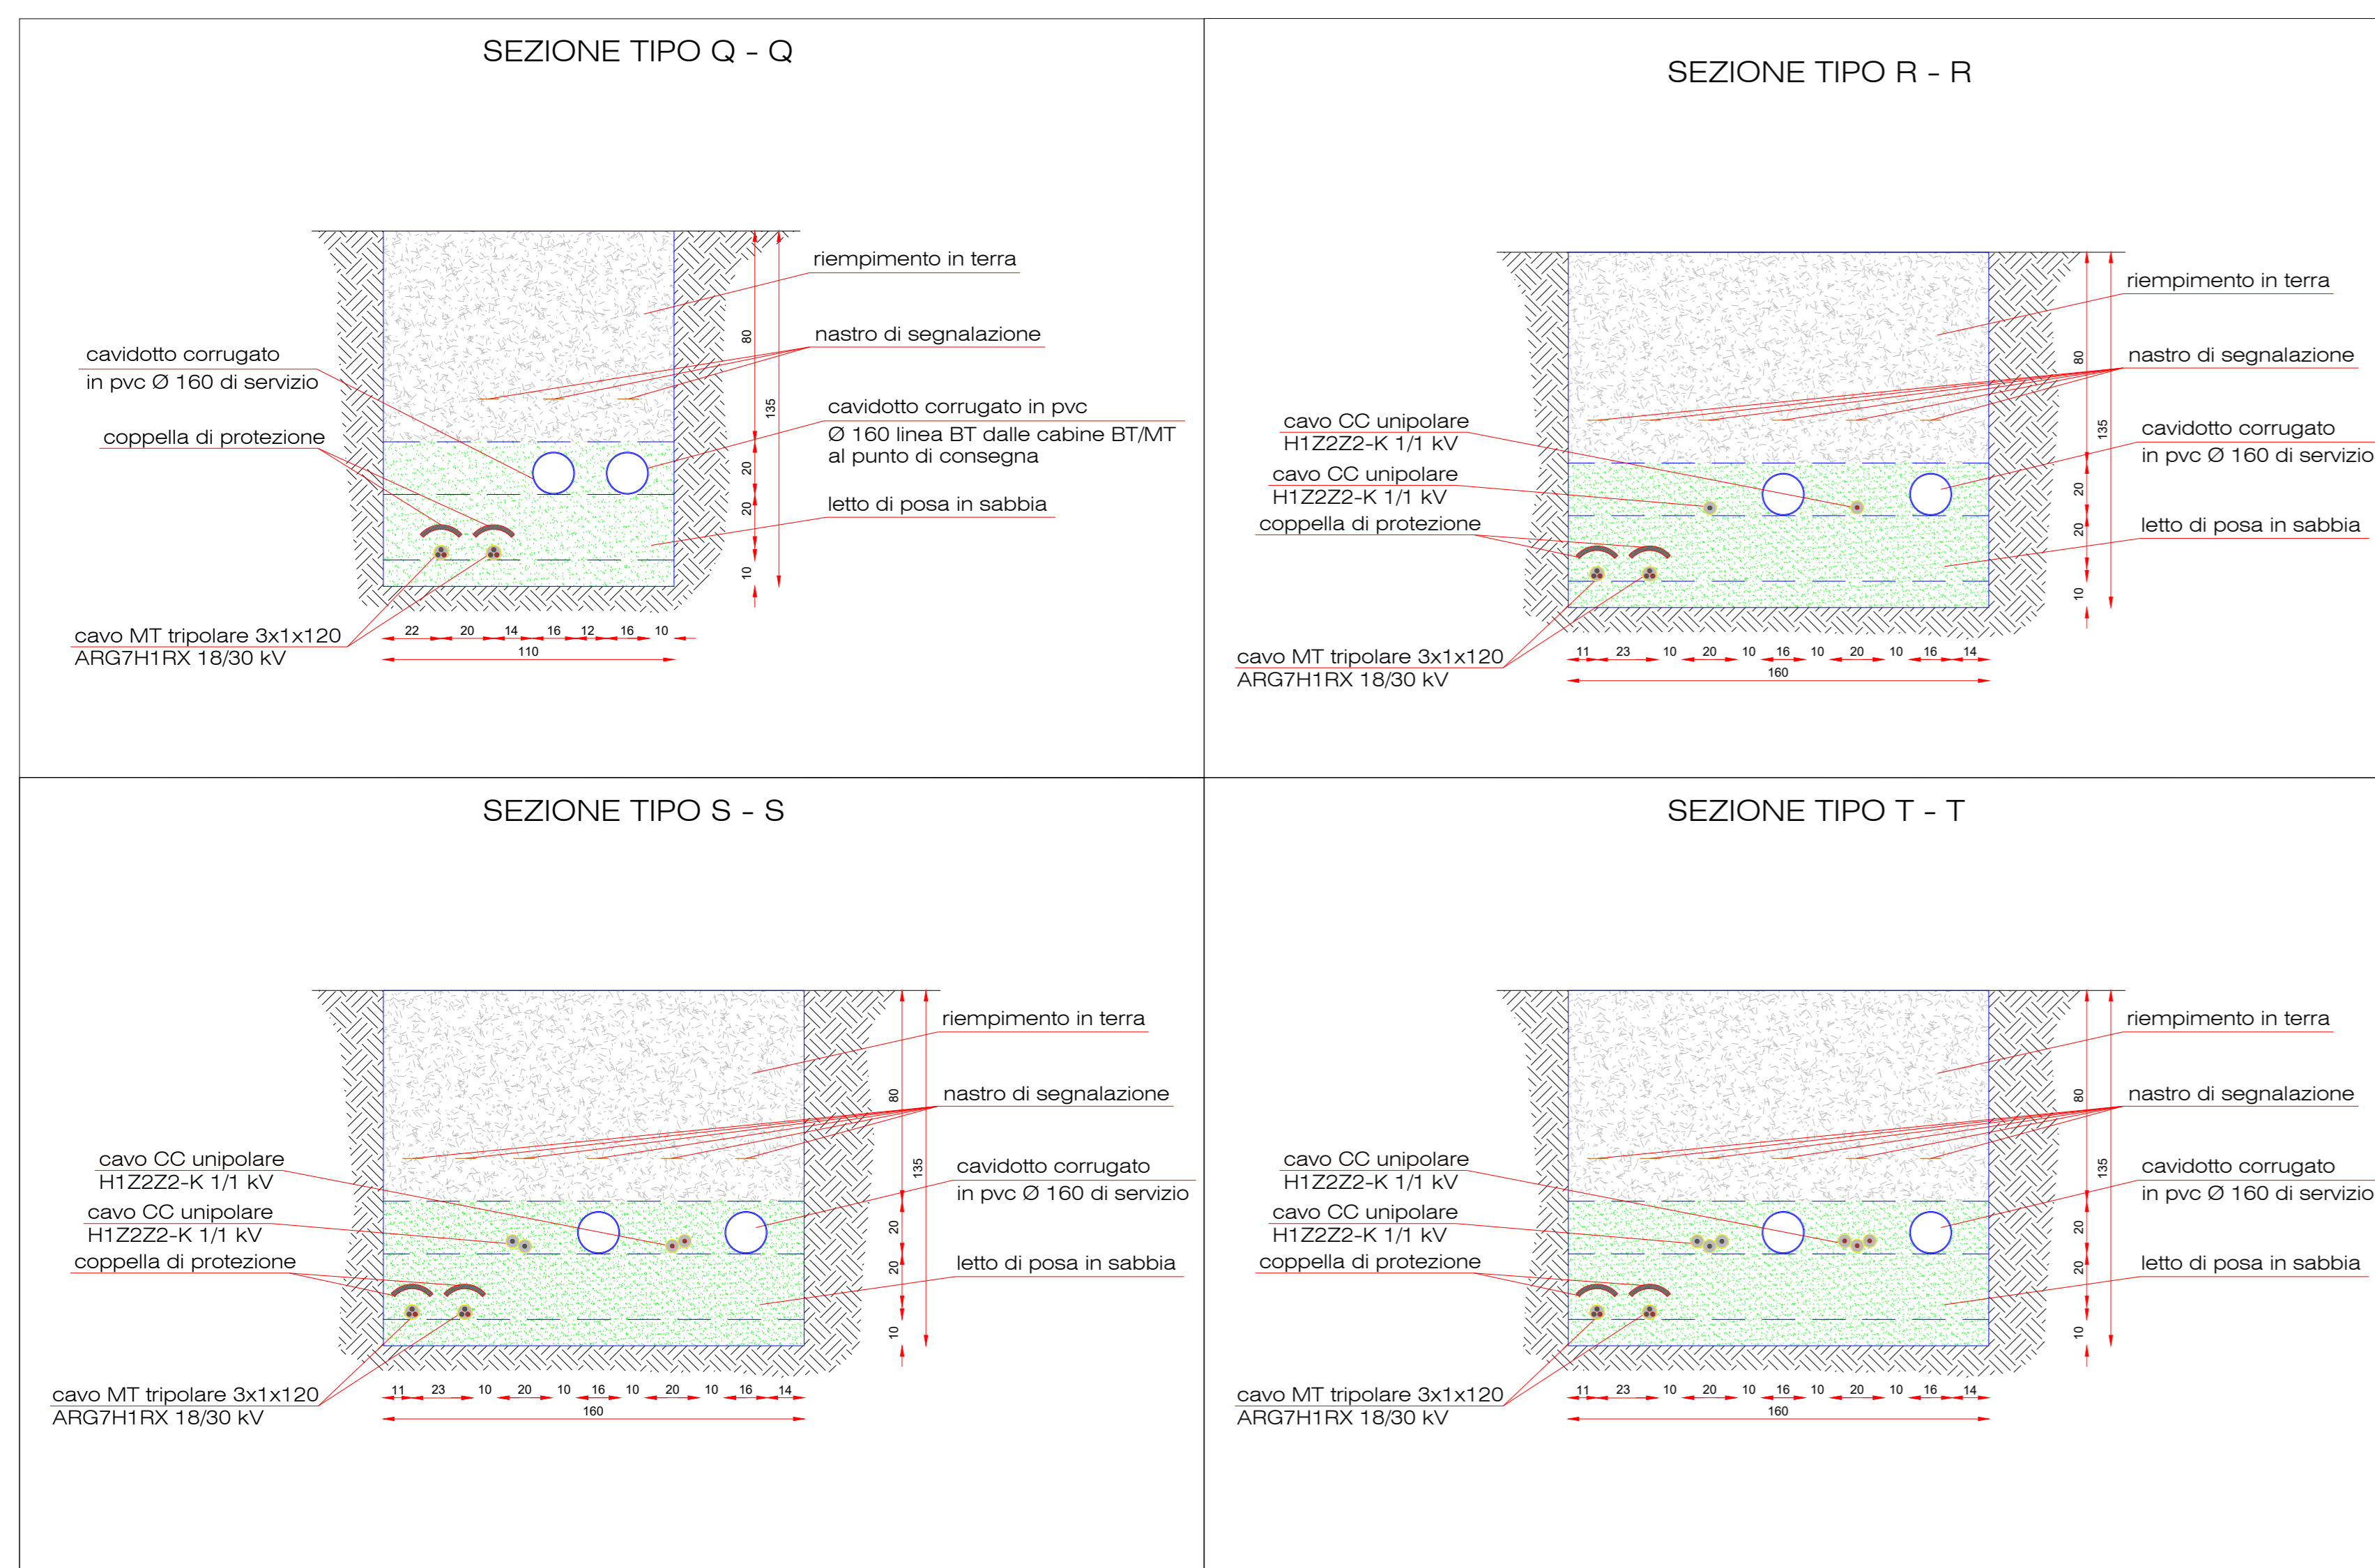 SEZIONE TIPO Q - Q
riempimento in terra
nastro di segnalazione
cavidotto corrugato
in pvc Ø 160 di servizio
coppella di protezione
cavidotto corrugato in pvc
Ø 160 linea BT dalle cabine BT/MT
al punto di consegna
letto di posa in sabbia
cavo MT tripolare 3x1x120
ARG7H1RX 18/30 kV
80
135
20
20
10
22 20 14 16 12 16 10
110
SEZIONE TIPO R - R
riempimento in terra
nastro di segnalazione
cavo CC unipolare
H1Z2Z2-K 1/1 kV
cavo CC unipolare
H1Z2Z2-K 1/1 kV
coppella di protezione
cavidotto corrugato
in pvc Ø 160 di servizio
letto di posa in sabbia
cavo MT tripolare 3x1x120
ARG7H1RX 18/30 kV
80
135
20
20
10
11 23 10 20 10 16 10 20 10 16 14
160
SEZIONE TIPO S - S
riempimento in terra
nastro di segnalazione
cavo CC unipolare
H1Z2Z2-K 1/1 kV
cavo CC unipolare
H1Z2Z2-K 1/1 kV
coppella di protezione
cavidotto corrugato
in pvc Ø 160 di servizio
letto di posa in sabbia
cavo MT tripolare 3x1x120
ARG7H1RX 18/30 kV
80
135
20
20
10
11 23 10 20 10 16 10 20 10 16 14
160
SEZIONE TIPO T - T
riempimento in terra
nastro di segnalazione
cavo CC unipolare
H1Z2Z2-K 1/1 kV
cavo CC unipolare
H1Z2Z2-K 1/1 kV
coppella di protezione
cavidotto corrugato
in pvc Ø 160 di servizio
letto di posa in sabbia
cavo MT tripolare 3x1x120
ARG7H1RX 18/30 kV
80
135
20
20
10
11 23 10 20 10 16 10 20 10 16 14
160